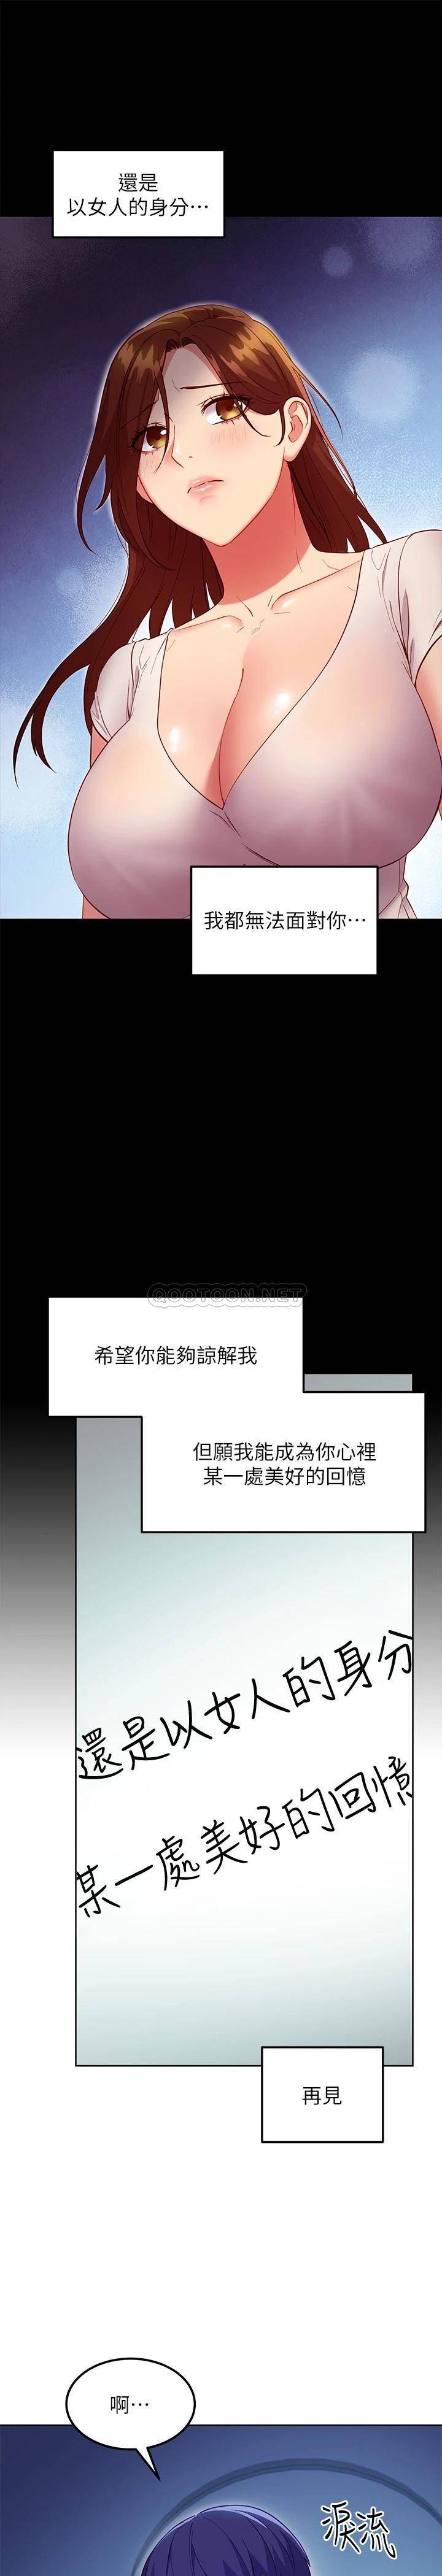 還是
以女人的身分⋯
我都無法面對你⋯
QOOTOON.NET
希望你能夠諒解我
但願我能成為你心裡
某一處美好的回憶
還是以女人的身分
某一處美好的回憶
再見
啊⋯
淚流